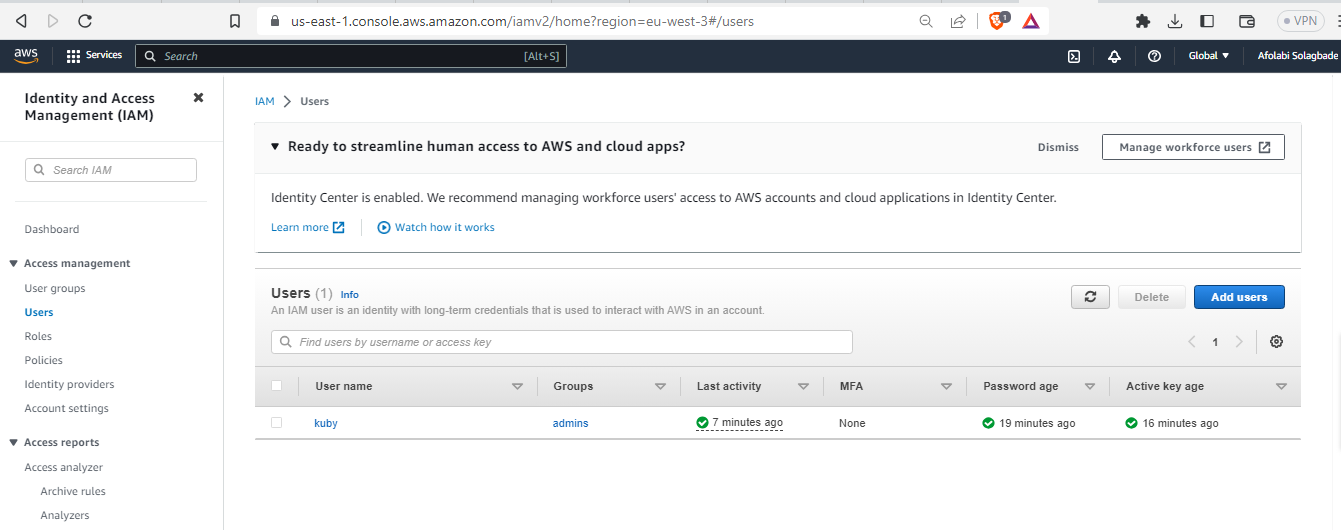 us-east-1.console.aws.amazon.com/iamv2/home?region=eu-west-3#/users
1
VPN
aws
Services
Search
[Alt+S]
Global
Afolabi Solagbade
Identity and Access
Management (IAM)
Search IAM
Dashboard
Access management
User groups
Users
Roles
Policies
Identity providers
Account settings
Access reports
Access analyzer
Archive rules
Analyzers
IAM > Users
Ready to streamline human access to AWS and cloud apps?
Dismiss
Manage workforce users
Identity Center is enabled. We recommend managing workforce users' access to AWS accounts and cloud applications in Identity Center.
Learn more
Watch how it works
Users (1) Info
An IAM user is an identity with long-term credentials that is used to interact with AWS in an account.
Delete
Add users
Find users by username or access key
1
User name Groups Last activity MFA Password age Active key age
kuby admins 7 minutes ago None 19 minutes ago 16 minutes ago